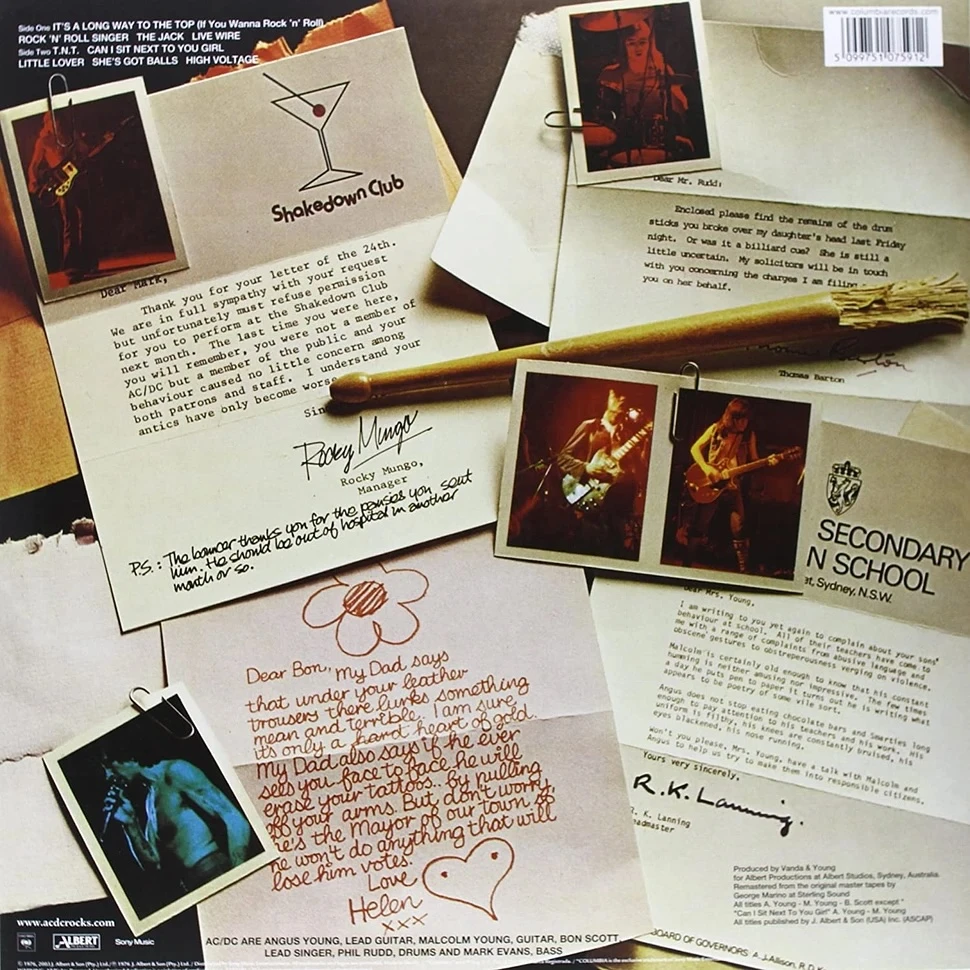 Side One IT'S A LONG WAY TO THE TOP (If You Wanna Rock 'n' Roll)
ROCK 'N' ROLL SINGER THE JACK LIVE WIRE
Side Two T.N.T. CAN I SIT NEXT TO YOU GIRL
LITTLE LOVER SHE'S GOT BALLS HIGH VOLTAGE
www.columbiarecords.com
5 099751 075912
Shakedown Club
Dear Mark,
Thank you for your letter of the 24th.
We are in full sympathy with your request
but unfortunately must refuse permission
for you to perform at the Shakedown Club
next month. The last time you were here,
you will remember, you were not a member of
AC/DC but a member of the public and your
behaviour caused no little concern among
both patrons and staff. I understand your
antics have only become worse
Sin
Rocky Mungo
Rocky Mungo,
Manager
P.S.: The bouncer thanks you for the pansies you sent
him. He should be out of hospital in another
month or so.
Dear Mr. Rudd:
Enclosed please find the remains of the drum
sticks you broke over my daughter's head last Friday
night. Or was it a billiard cue? She is still a
little uncertain. My solicitors will be in touch
with you concerning the charges I am filing
you on her behalf.
Thomas Barton
SECONDARY
N SCHOOL
et, Sydney, N.S.W.
Dear Mrs. Young,
I am writing to you yet again to complain about your sons'
behaviour at school. All of their teachers have come to
me with a range of complaints from abusive language and
obscene gestures to obstreperousness verging on violence.
Malcolm is certainly old enough to know that his constant
humming is neither amusing nor impressive. The few times
a day he puts pen to paper it turns out he is writing what
appears to be poetry of some vile sort.
Angus does not stop eating chocolate bars and Smarties long
enough to pay attention to his teachers and his work. His
uniform is filthy, his knees are constantly bruised, his
eyes blackened, his nose running.
Won't you please, Mrs. Young, have a talk with Malcolm and
Angus to help us try to make them into responsible citizens.
Yours very sincerely,
R.K. Lanning.
R. K. Lanning
eadmaster
Dear Bon, My Dad says
that under your leather
trousers there lurks something
mean and terrible. I am sure
it's only a hard heart of gold.
My Dad also says if he ever
sees you face to face he will
erase your tattoos.. by pulling
off your arms. But don't worry,
he's the Mayor of our town so
he won't do anything that will
lose him votes.
Love
Helen
xxx
Produced by Vanda & Young
for Albert Productions at Albert Studios, Sydney, Australia.
Remastered from the original master tapes by
George Marino at Sterling Sound
All titles A. Young - M. Young - B. Scott except*
"Can I Sit Next To You Girl" A. Young - M. Young
All titles published by J. Albert & Son (USA) Inc. (ASCAP)
BOARD OF GOVERNORS: A.J. Allison, R.D.
www.acdcrocks.com
COLUMBIA ALBERT PRODUCTIONS Sony Music
AC/DC ARE ANGUS YOUNG, LEAD GUITAR, MALCOLM YOUNG, GUITAR, BON SCOTT,
LEAD SINGER, PHIL RUDD, DRUMS AND MARK EVANS, BASS